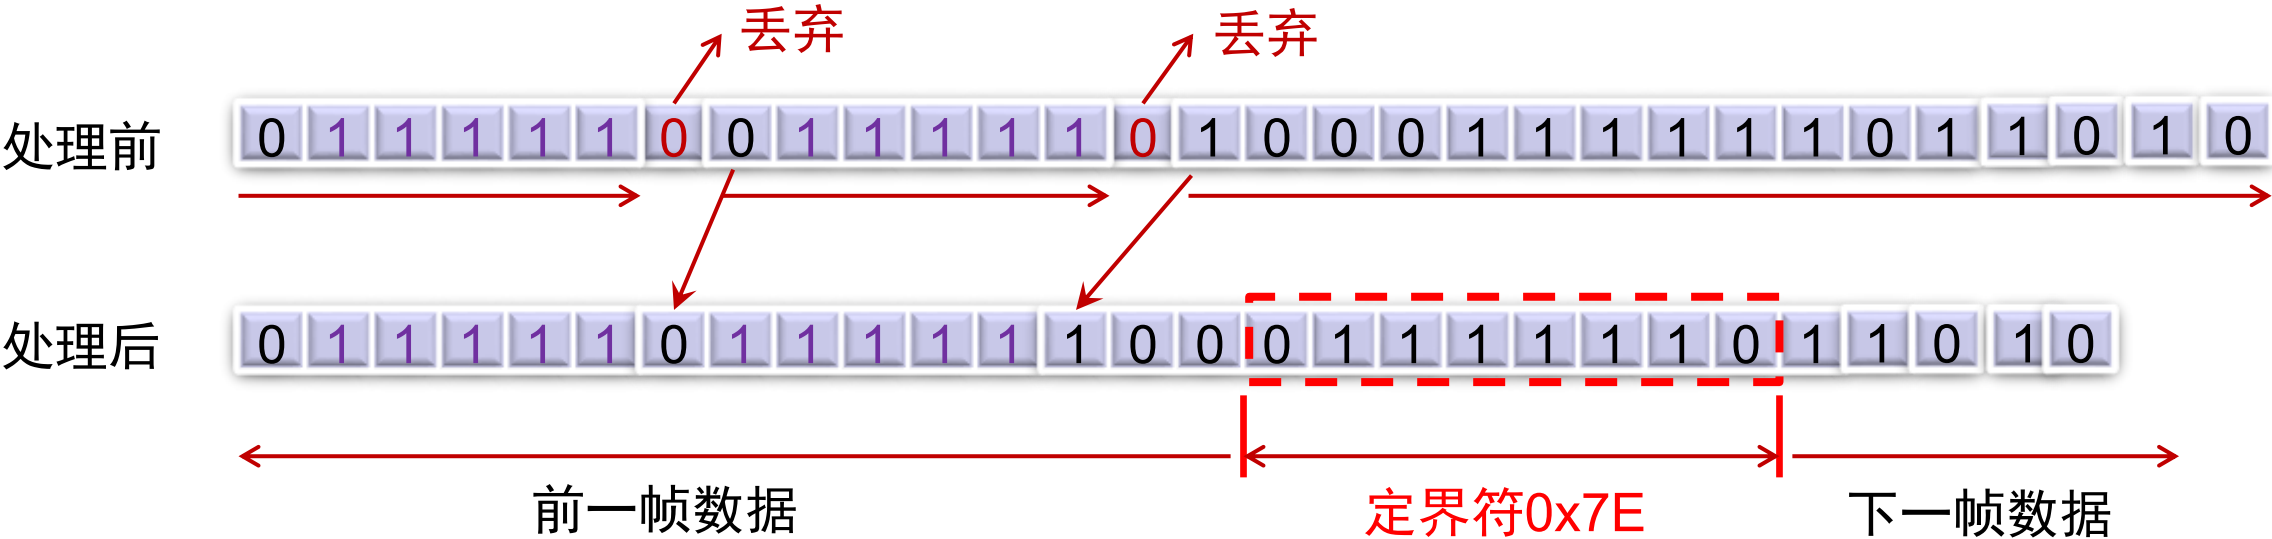 丢弃 丢弃
处理前 0 1 1 1 1 1 0 0 1 1 1 1 1 0 1 0 0 0 1 1 1 1 1 1 0 1 1 0 1 0
处理后 0 1 1 1 1 1 0 1 1 1 1 1 1 0 0 0 1 1 1 1 1 1 0 1 1 0 1 0
前一帧数据 定界符0x7E 下一帧数据